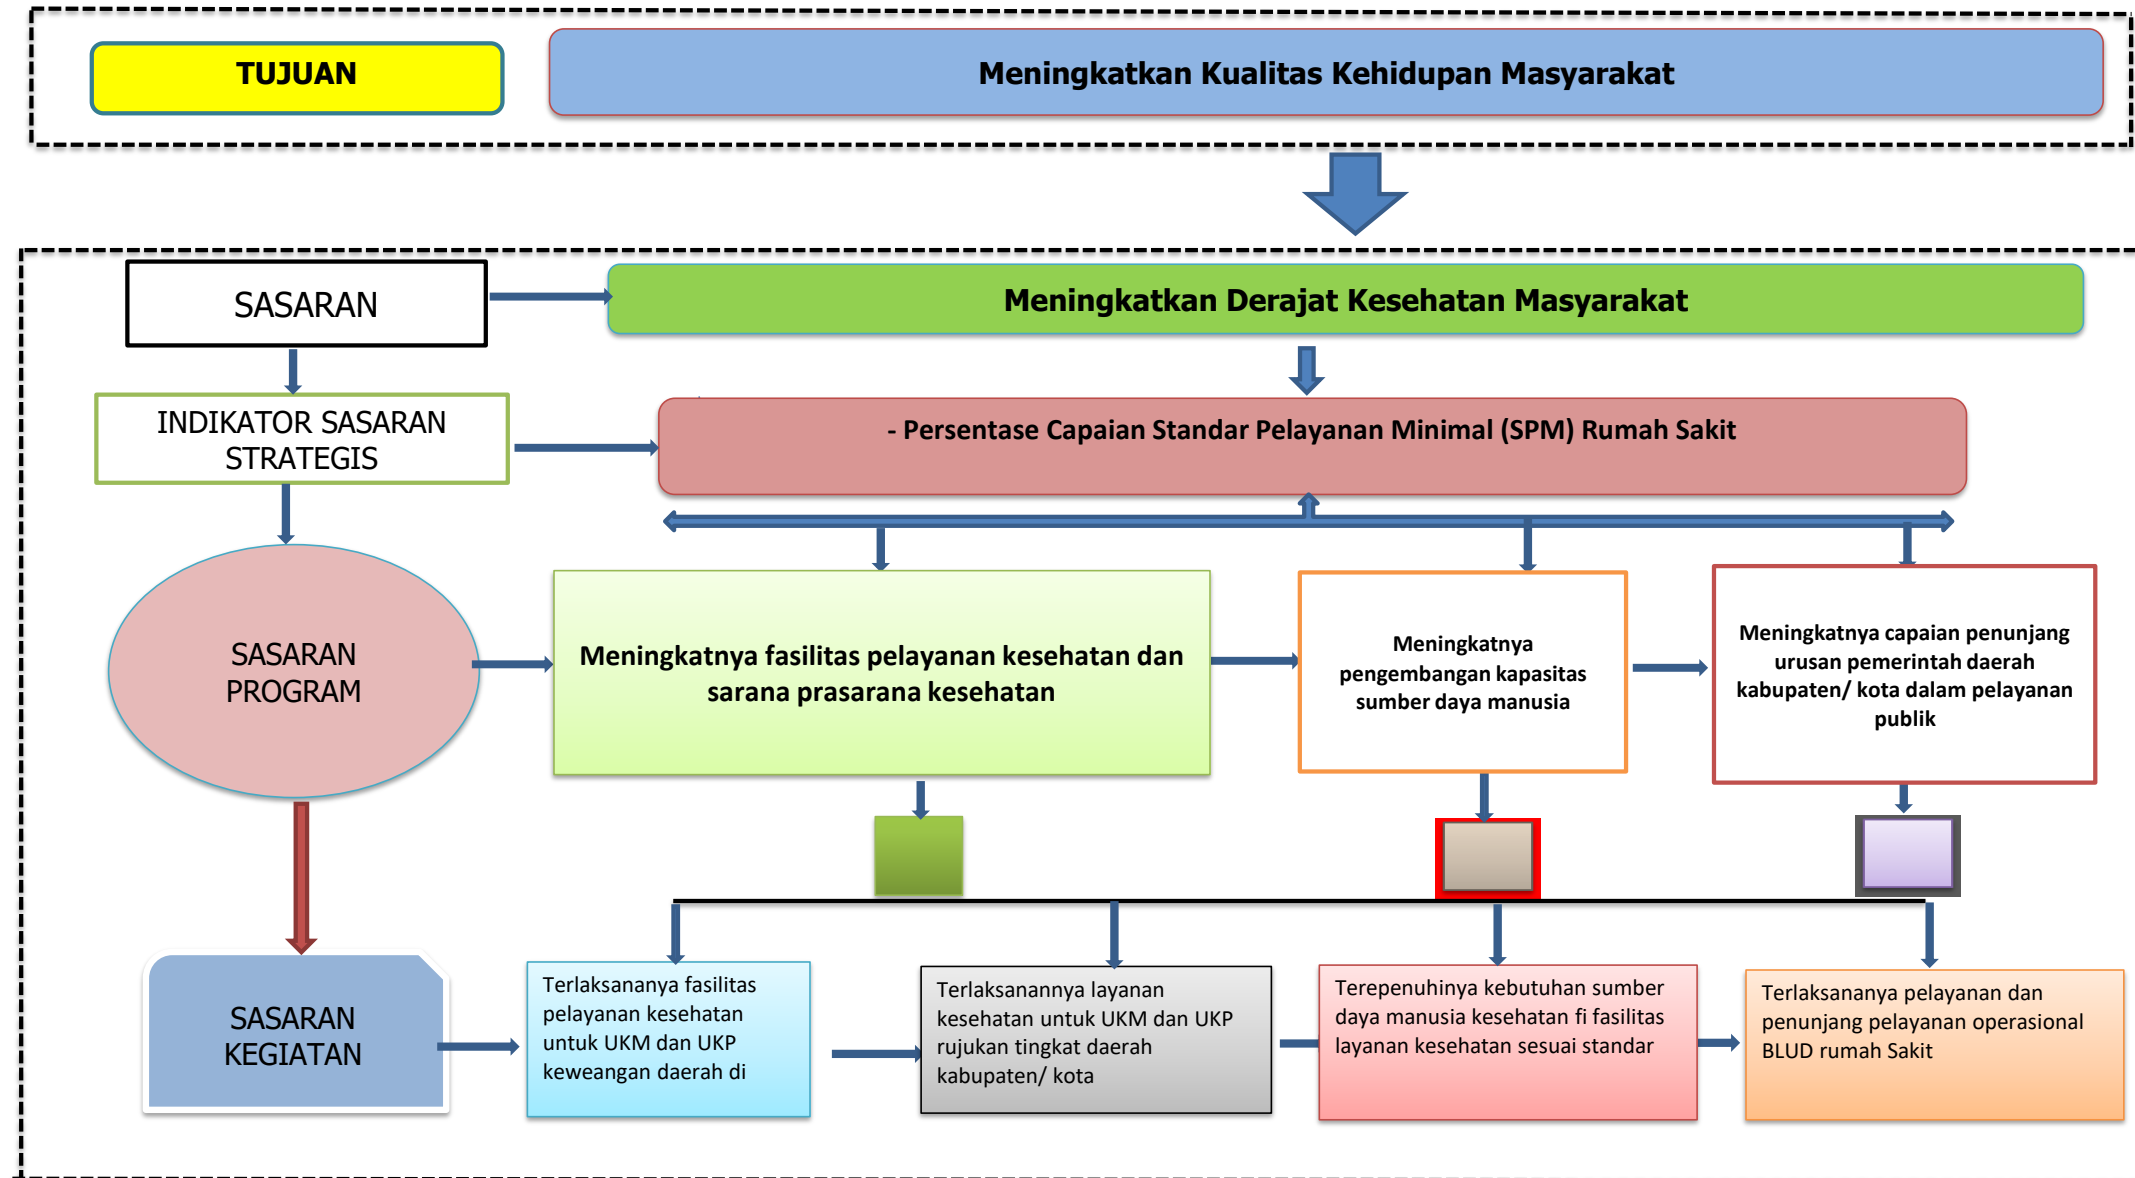 TUJUAN
Meningkatkan Kualitas Kehidupan Masyarakat
SASARAN
Meningkatkan Derajat Kesehatan Masyarakat
INDIKATOR SASARAN
STRATEGIS
- Persentase Capaian Standar Pelayanan Minimal (SPM) Rumah Sakit
SASARAN
PROGRAM
Meningkatnya fasilitas pelayanan kesehatan dan
sarana prasarana kesehatan
Meningkatnya
pengembangan kapasitas
sumber daya manusia
Meningkatnya capaian penunjang
urusan pemerintah daerah
kabupaten/ kota dalam pelayanan
publik
SASARAN
KEGIATAN
Terlaksananya fasilitas
pelayanan kesehatan
untuk UKM dan UKP
keweangan daerah di
Terlaksanannya layanan
kesehatan untuk UKM dan UKP
rujukan tingkat daerah
kabupaten/ kota
Terepenuhinya kebutuhan sumber
daya manusia kesehatan fi fasilitas
layanan kesehatan sesuai standar
Terlaksananya pelayanan dan
penunjang pelayanan operasional
BLUD rumah Sakit